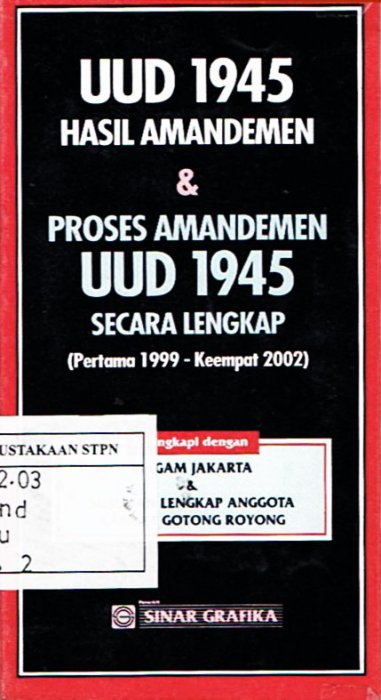 UUD 1945
HASIL AMANDEMEN
&
PROSES AMANDEMEN
UUD 1945
SECARA LENGKAP
(Pertama 1999 - Keempat 2002)
USTAKAAN STPN
2.03
nd
u
2
ngkapi dengan
GAM JAKARTA
&
LENGKAP ANGGOTA
GOTONG ROYONG
Penerbit
SINAR GRAFIKA